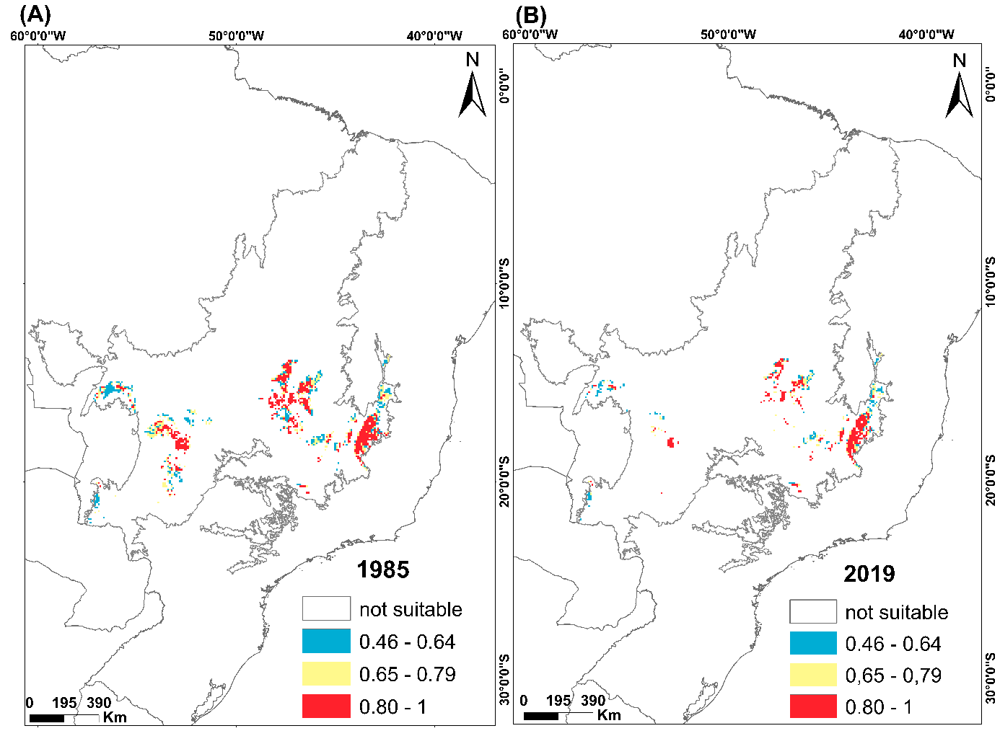 (A)
60°0'0"W 50°0'0"W 40°0'0"W
N
0°0'0"
10°0'0"S
20°0'0"S
30°0'0"S
1985
not suitable
0.46 - 0.64
0.65 - 0.79
0.80 - 1
0 195 390
Km
(B)
60°0'0"W 50°0'0"W 40°0'0"W
N
0°0'0"
10°0'0"S
20°0'0"S
30°0'0"S
2019
not suitable
0.46 - 0.64
0,65 - 0,79
0.80 - 1
0 195 390
Km